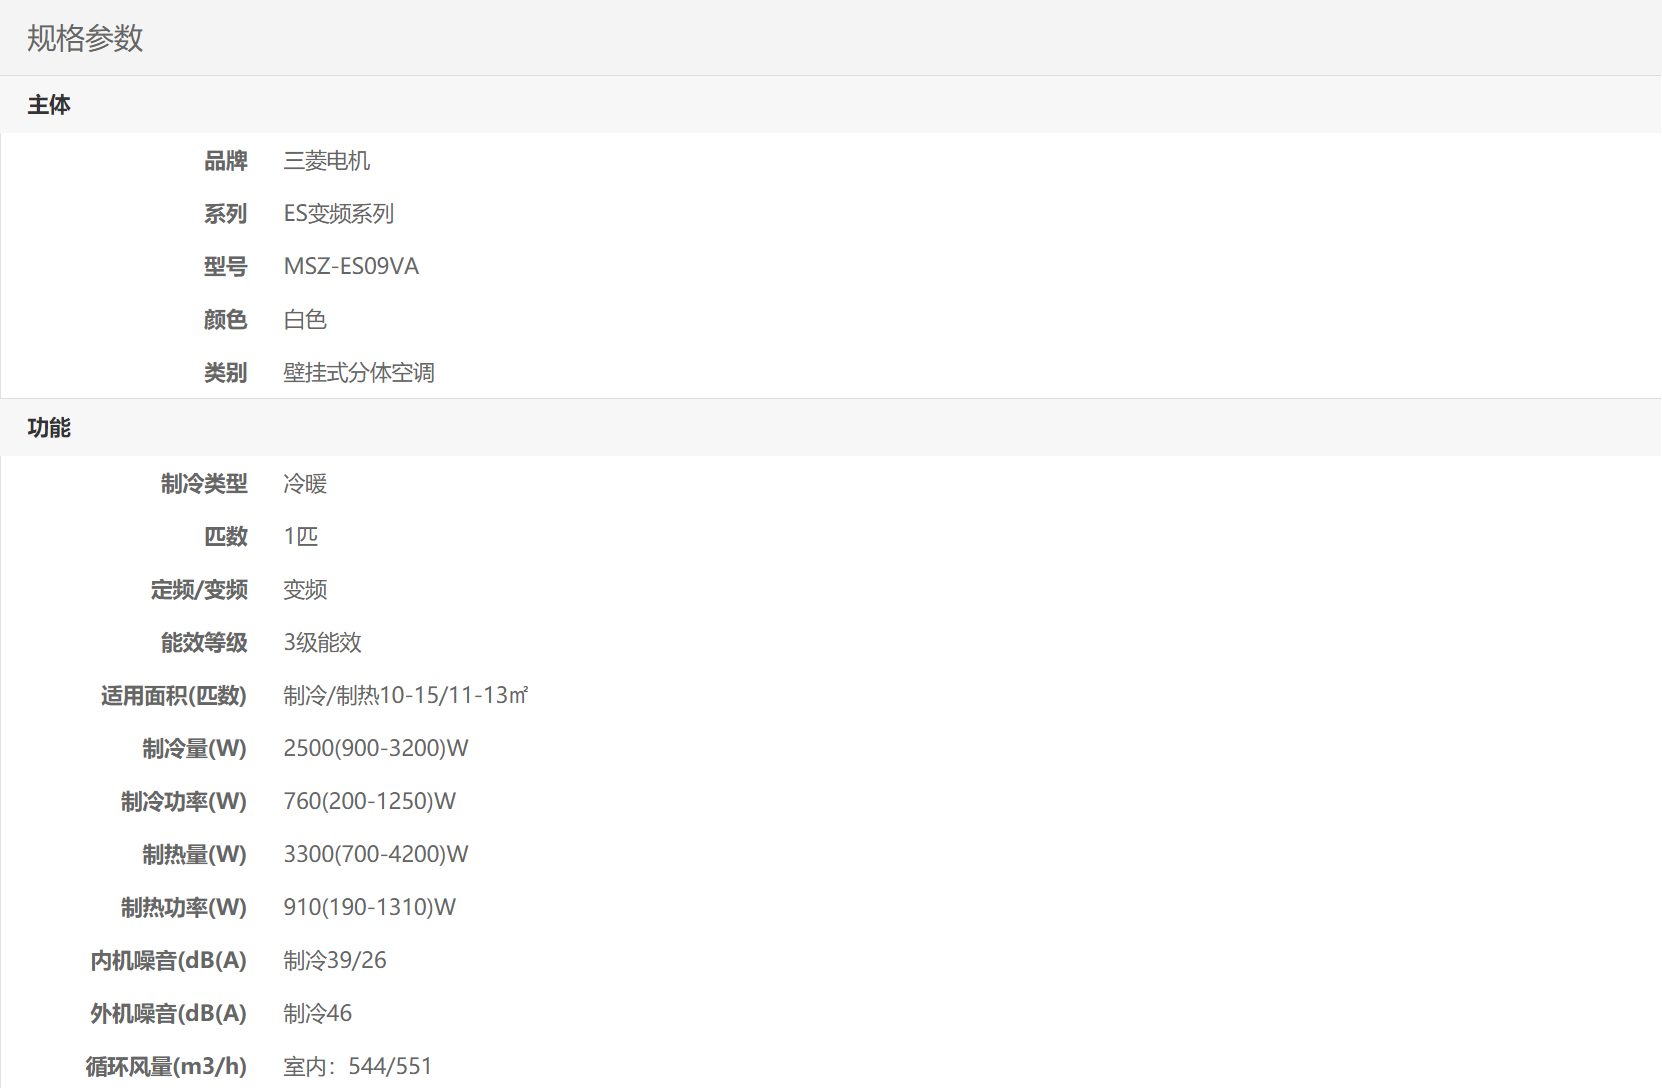 规格参数
主体
品牌 三菱电机
系列 ES变频系列
型号 MSZ-ES09VA
颜色 白色
类别 壁挂式分体空调
功能
制冷类型 冷暖
匹数 1匹
定频/变频 变频
能效等级 3级能效
适用面积(匹数) 制冷/制热10-15/11-13㎡
制冷量(W) 2500(900-3200)W
制冷功率(W) 760(200-1250)W
制热量(W) 3300(700-4200)W
制热功率(W) 910(190-1310)W
内机噪音(dB(A) 制冷39/26
外机噪音(dB(A) 制冷46
循环风量(m3/h) 室内：544/551